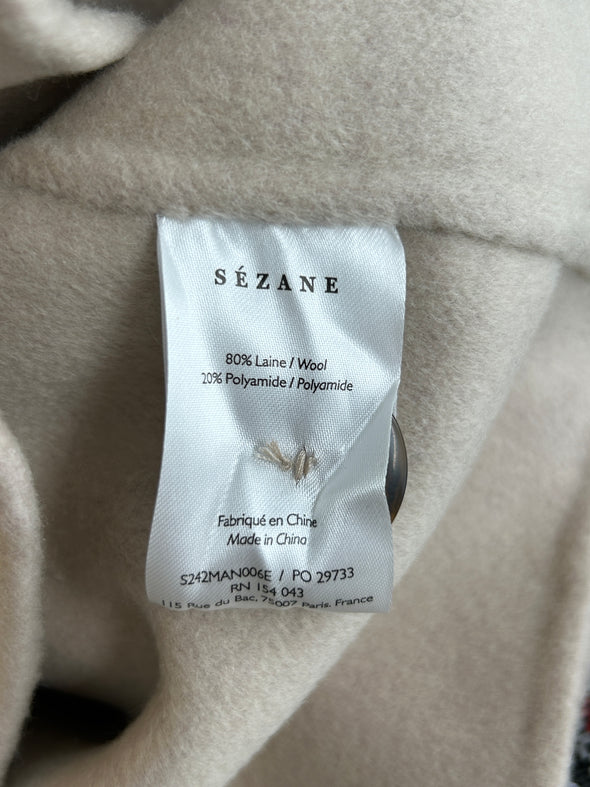 SÉZANE
80% Laine / Wool
20% Polyamide / Polyamide
Fabriqué en Chine
Made in China
S242MAN006E / PO 29733
RN 154 043
115 Rue du Bac, 75007 Paris, France